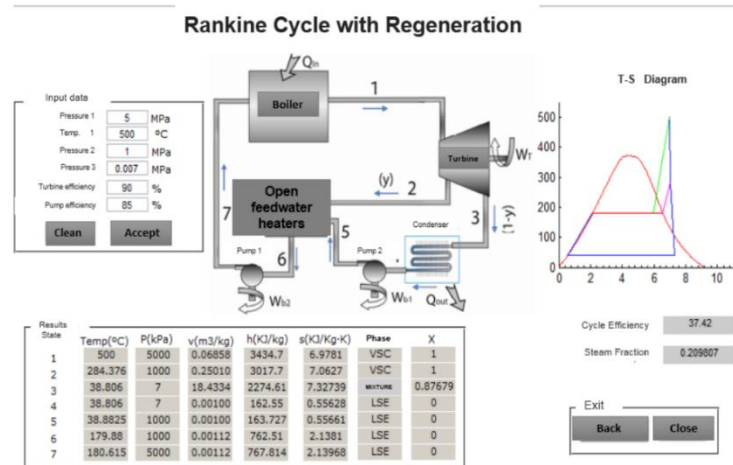 Rankine Cycle with Regeneration
Input data
Pressure 1 5 MPa
Temp. 1 500 ºC
Pressure 2 1 MPa
Pressure 3 0.007 MPa
Turbine efficiency 90 %
Pump efficiency 85 %
Clean Accept
Qin
Boiler
1
Turbine
WT
(y)
2
Open
feedwater
heaters
7
5
3
(1-y)
Condenser
Pump 1
6
Pump 2
Wb2
Wb1
Qout
T-S Diagram
500
400
300
200
100
0
0 2 4 6 8 10
Cycle Efficiency 37.42
Steam Fraction 0.209807
Results
State Temp(ºC) P(kPa) v(m3/kg) h(KJ/kg) s(KJ/Kg·K) Phase X
1 500 5000 0.06858 3434.7 6.9781 VSC 1
2 284.376 1000 0.25010 3017.7 7.0627 VSC 1
3 38.806 7 18.4334 2274.61 7.32739 MIXTURE 0.87679
4 38.806 7 0.00100 162.55 0.55628 LSE 0
5 38.8825 1000 0.00100 163.727 0.55661 LSE 0
6 179.88 1000 0.00112 762.51 2.1381 LSE 0
7 180.615 5000 0.00112 767.814 2.13968 LSE 0
Exit
Back Close